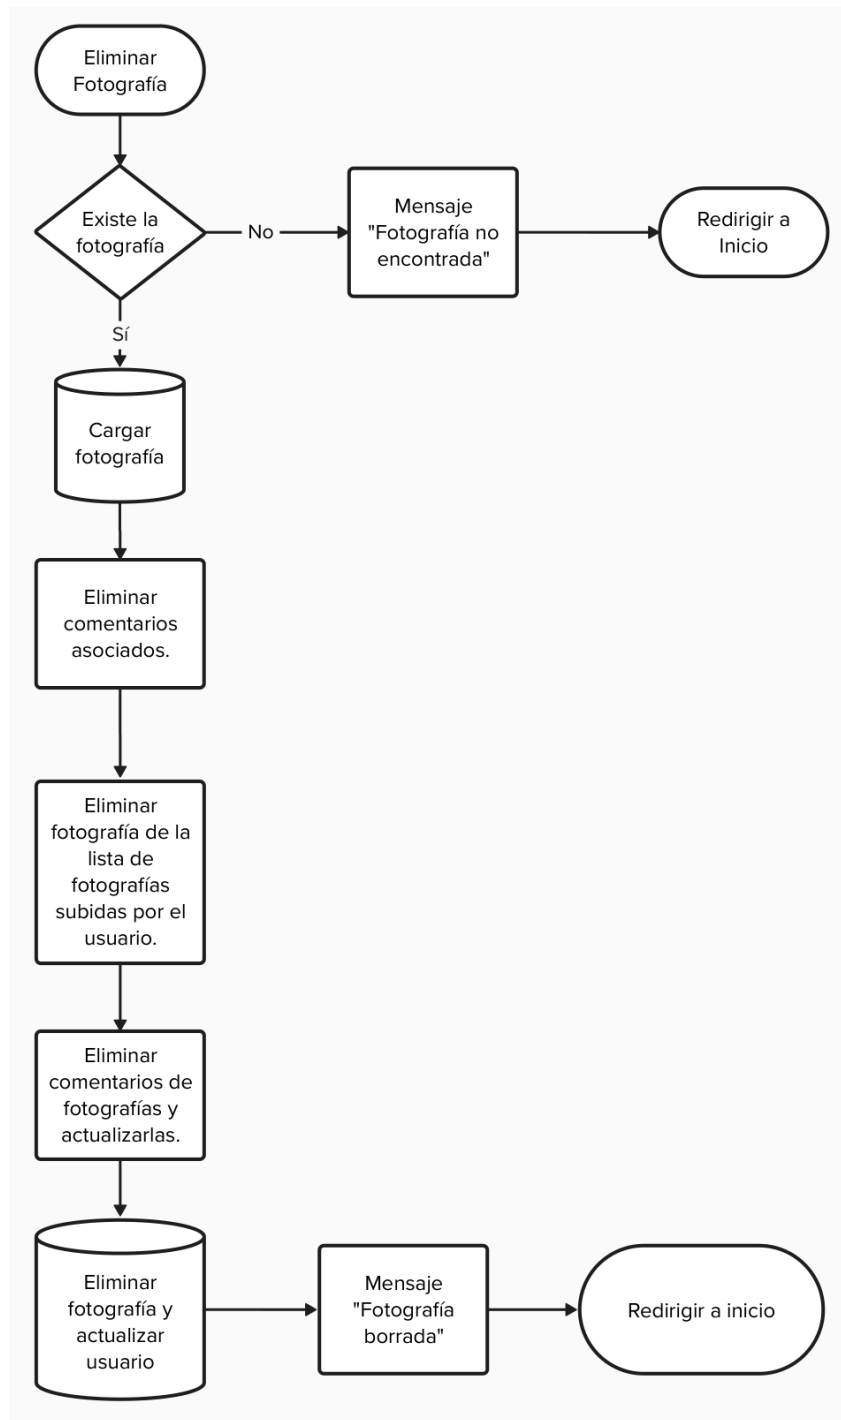 Eliminar
Fotografía
Existe la
fotografía
No
Mensaje
"Fotografía no
encontrada"
Redirigir a
Inicio
Sí
Cargar
fotografía
Eliminar
comentarios
asociados.
Eliminar
fotografía de la
lista de
fotografías
subidas por el
usuario.
Eliminar
comentarios de
fotografías y
actualizarlas.
Eliminar
fotografía y
actualizar
usuario
Mensaje
"Fotografía
borrada"
Redirigir a inicio